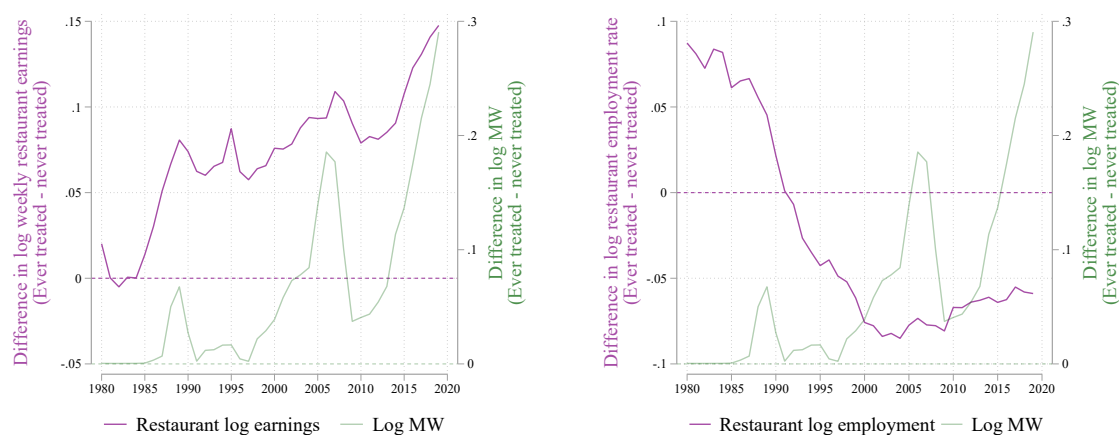 Difference in log weekly restaurant earnings
(Ever treated - never treated)
.15
.1
.05
0
-.05
.3
.2
.1
0
Difference in log MW
(Ever treated - never treated)
1980 1985 1990 1995 2000 2005 2010 2015 2020
Restaurant log earnings Log MW
Difference in log restaurant employment rate
(Ever treated - never treated)
.1
.05
0
-.05
-.1
.3
.2
.1
0
Difference in log MW
(Ever treated - never treated)
1980 1985 1990 1995 2000 2005 2010 2015 2020
Restaurant log employment Log MW